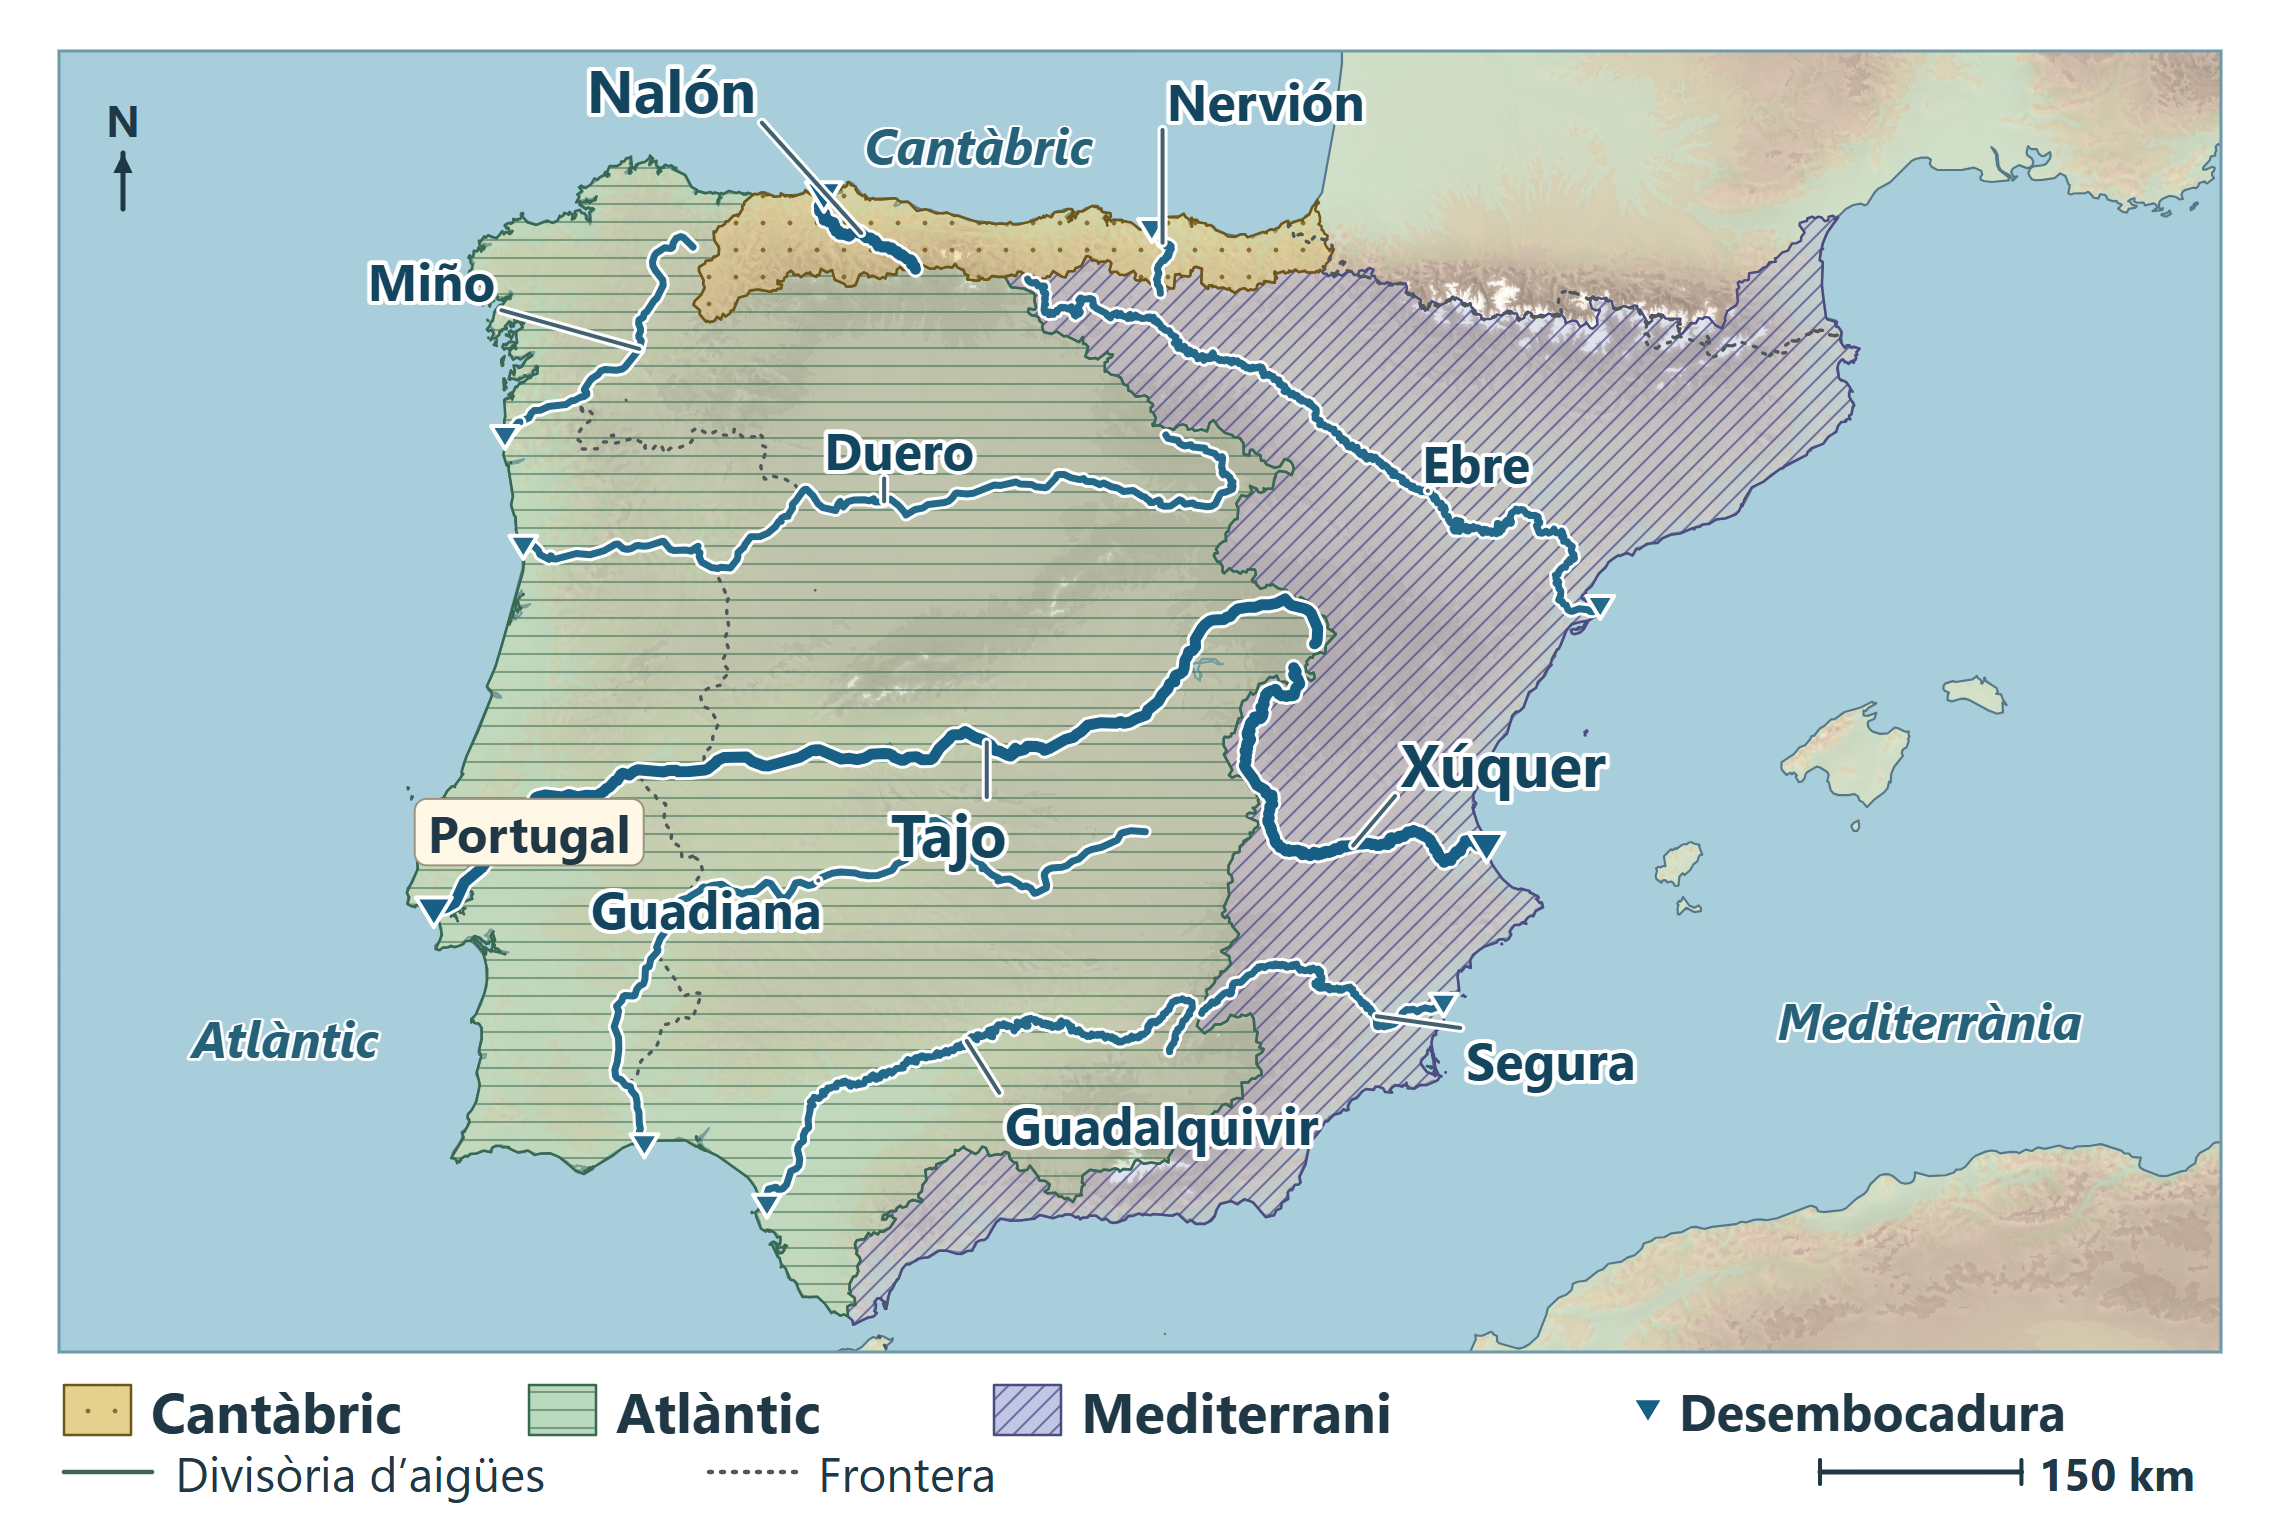 Nalón
Nervión
N
Cantàbric
Miño
Duero
Ebre
Xúquer
Portugal
Tajo
Guadiana
Atlàntic
Mediterrània
Segura
Guadalquivir
Cantàbric
Atlàntic
Mediterrani
Desembocadura
Divisòria d’aigües
Frontera
150 km